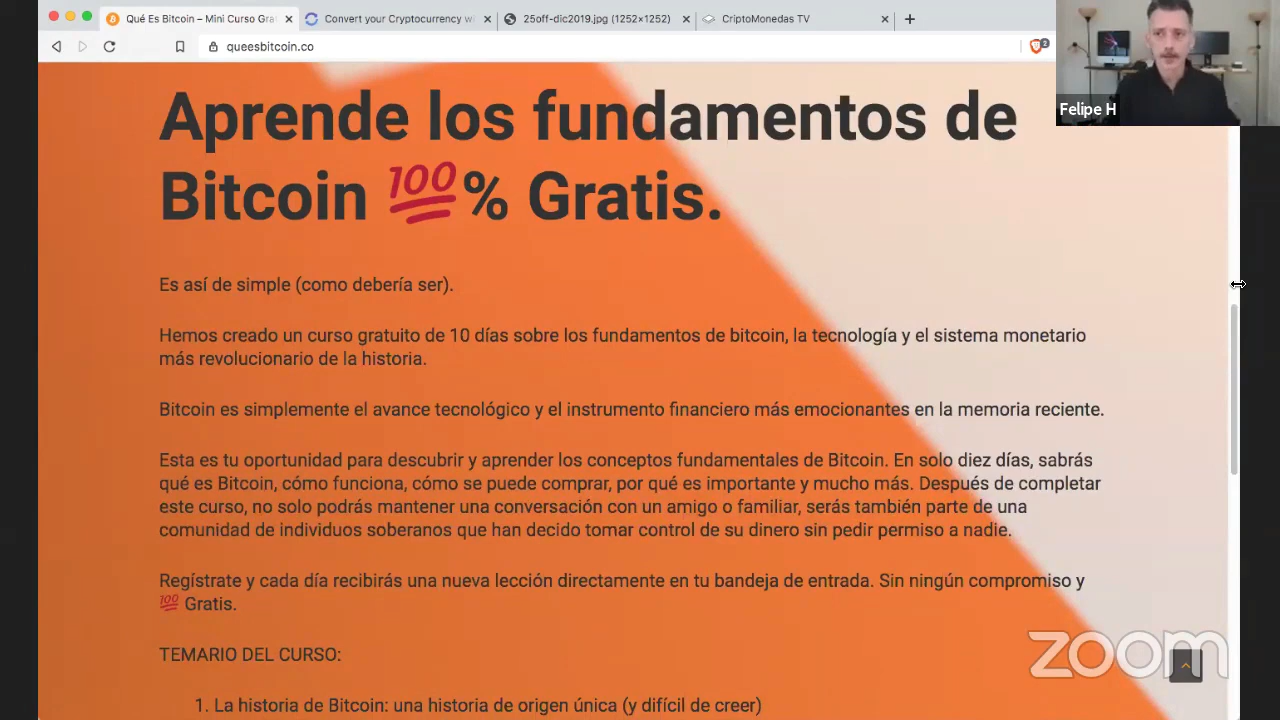 Qué Es Bitcoin – Mini Curso Gra
Convert your Cryptocurrency w
25off-dic2019.jpg (1252×1252)
CriptoMonedas TV
queesbitcoin.co
2
Felipe H
Aprende los fundamentos de
Bitcoin 💯% Gratis.
Es así de simple (como debería ser).
Hemos creado un curso gratuito de 10 días sobre los fundamentos de bitcoin, la tecnología y el sistema monetario
más revolucionario de la historia.
Bitcoin es simplemente el avance tecnológico y el instrumento financiero más emocionantes en la memoria reciente.
Esta es tu oportunidad para descubrir y aprender los conceptos fundamentales de Bitcoin. En solo diez días, sabrás
qué es Bitcoin, cómo funciona, cómo se puede comprar, por qué es importante y mucho más. Después de completar
este curso, no solo podrás mantener una conversación con un amigo o familiar, serás también parte de una
comunidad de individuos soberanos que han decido tomar control de su dinero sin pedir permiso a nadie.
Regístrate y cada día recibirás una nueva lección directamente en tu bandeja de entrada. Sin ningún compromiso y
💯 Gratis.
TEMARIO DEL CURSO:
1. La historia de Bitcoin: una historia de origen única (y difícil de creer)
zoom